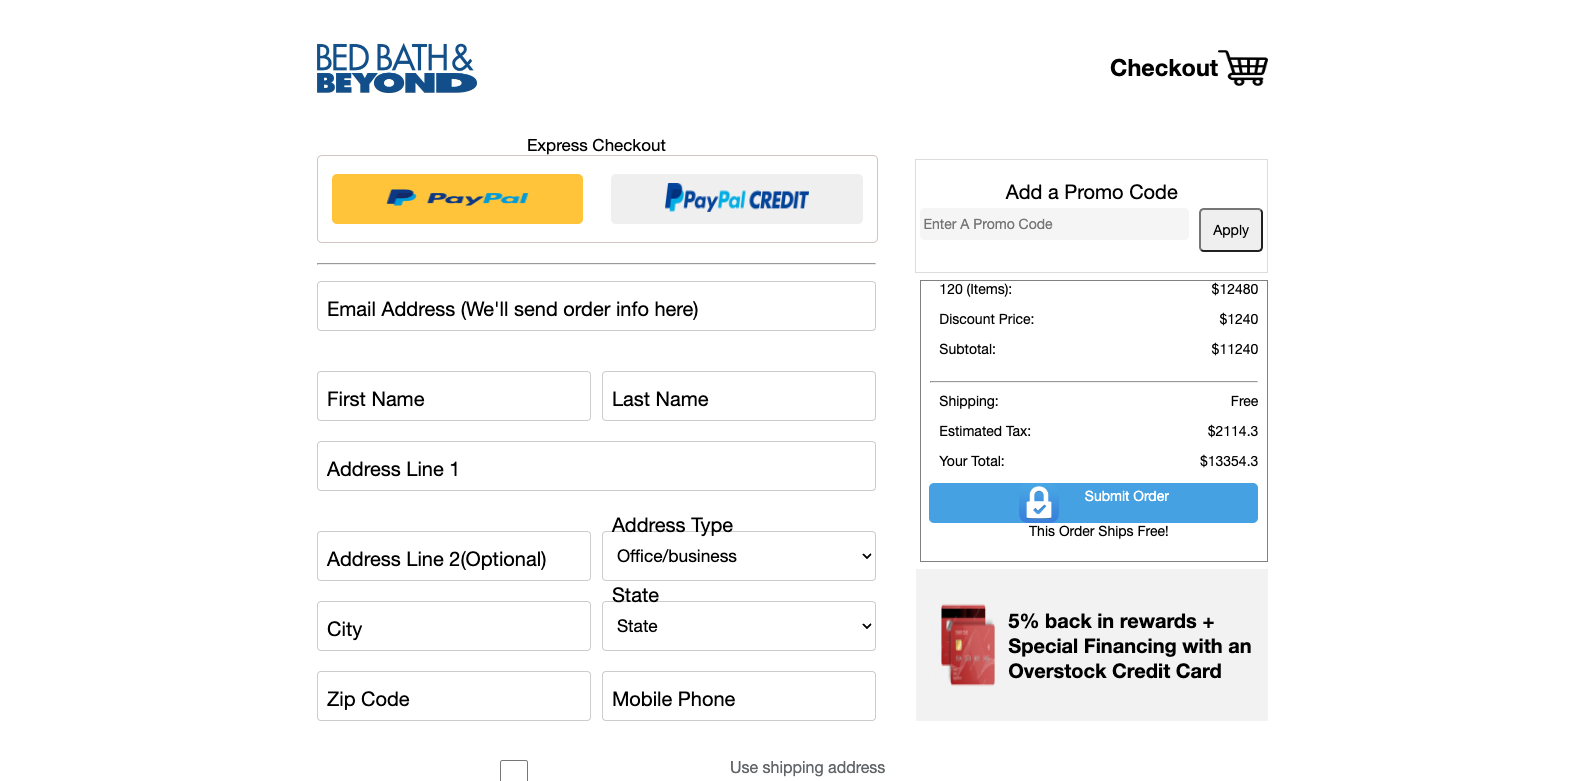 BED BATH &
BEYOND
Checkout
Express Checkout
PayPal
PayPal CREDIT
Email Address (We'll send order info here)
First Name
Last Name
Address Line 1
Address Line 2(Optional)
Address Type
Office/business
City
State
State
Zip Code
Mobile Phone
Use shipping address
Add a Promo Code
Enter A Promo Code
Apply
120 (Items): $12480
Discount Price: $1240
Subtotal: $11240
Shipping: Free
Estimated Tax: $2114.3
Your Total: $13354.3
Submit Order
This Order Ships Free!
5% back in rewards +
Special Financing with an
Overstock Credit Card